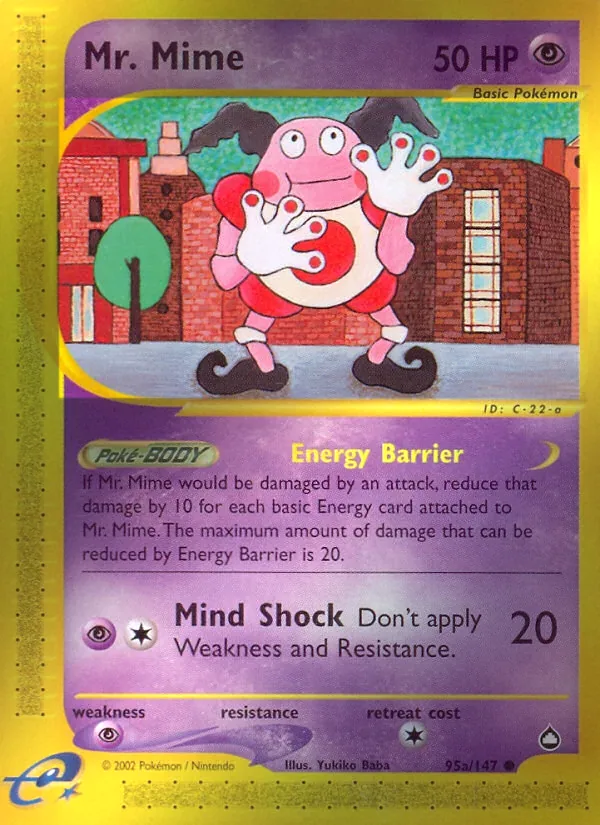 Mr. Mime
50 HP
Basic Pokémon
ID: C-22-a
Poké-BODY
Energy Barrier
If Mr. Mime would be damaged by an attack, reduce that
damage by 10 for each basic Energy card attached to
Mr. Mime. The maximum amount of damage that can be
reduced by Energy Barrier is 20.
Mind Shock Don't apply
Weakness and Resistance.
20
weakness
resistance
retreat cost
© 2002 Pokémon / Nintendo
Illus. Yukiko Baba
95a/147
e